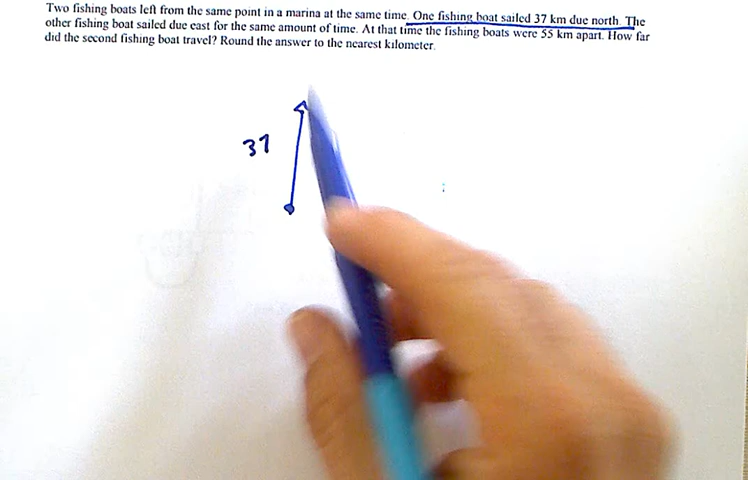 Two fishing boats left from the same point in a marina at the same time. One fishing boat sailed 37 km due north. The
other fishing boat sailed due east for the same amount of time. At that time the fishing boats were 55 km apart. How far
did the second fishing boat travel? Round the answer to the nearest kilometer.
37